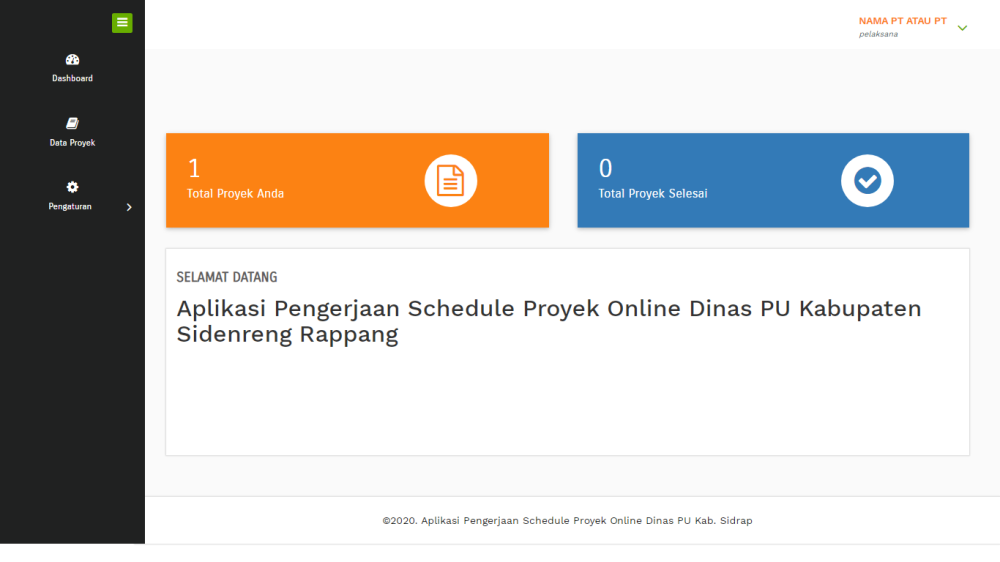 NAMA PT ATAU PT
pelaksana
Dashboard
Data Proyek
Pengaturan
1
Total Proyek Anda
0
Total Proyek Selesai
SELAMAT DATANG
Aplikasi Pengerjaan Schedule Proyek Online Dinas PU Kabupaten
Sidenreng Rappang
©2020. Aplikasi Pengerjaan Schedule Proyek Online Dinas PU Kab. Sidrap